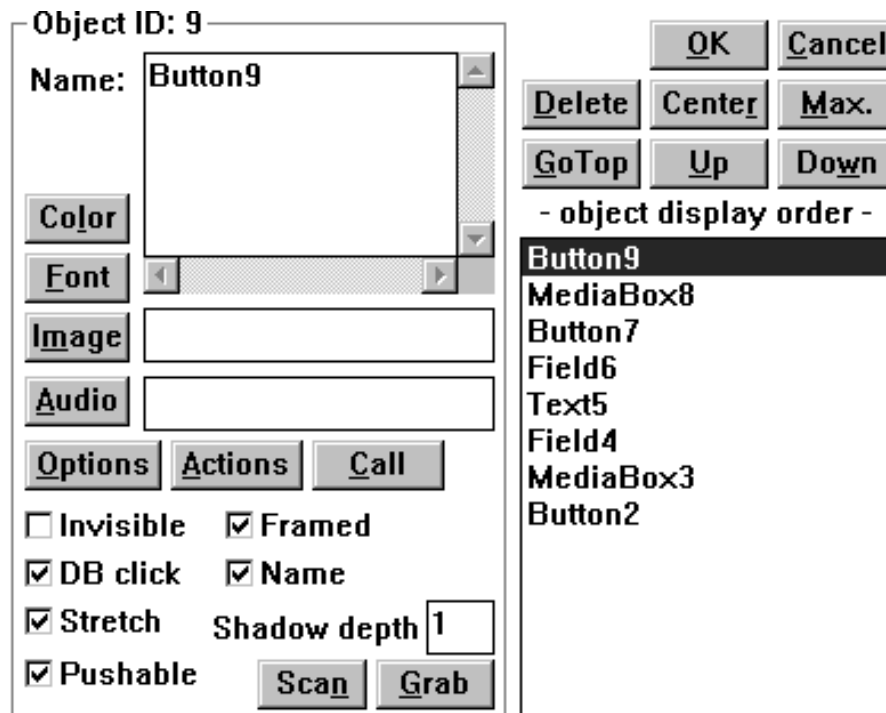 Object ID: 9
Name:
Button9
Color
Font
Image
Audio
Options Actions Call
Invisible Framed
DB click Name
Stretch Shadow depth 1
Pushable Scan Grab
OK Cancel
Delete Center Max.
GoTop Up Down
- object display order -
Button9
MediaBox8
Button7
Field6
Text5
Field4
MediaBox3
Button2